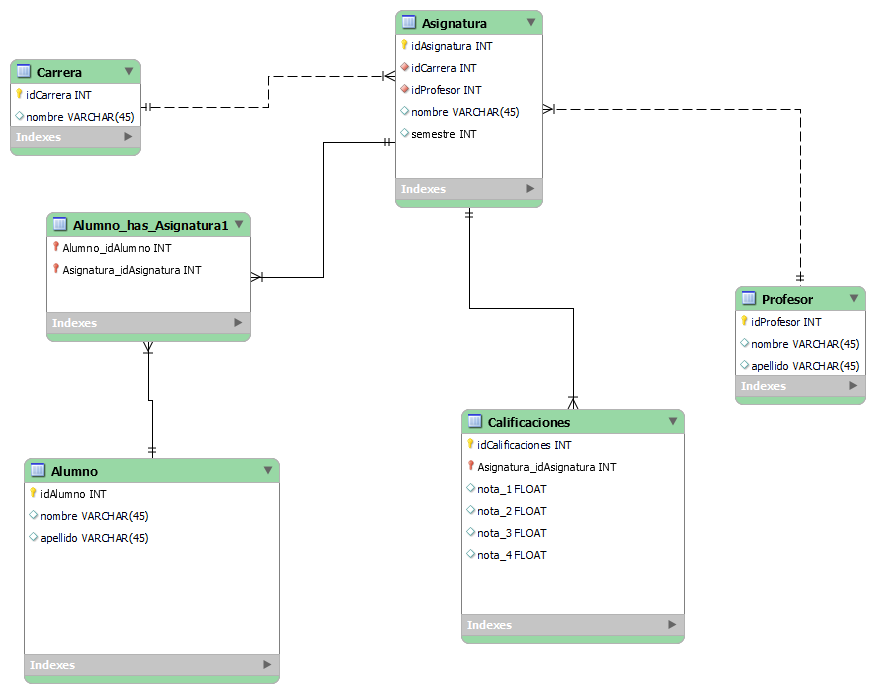 Asignatura
idAsignatura INT
idCarrera INT
idProfesor INT
nombre VARCHAR(45)
semestre INT
Indexes
Carrera
idCarrera INT
nombre VARCHAR(45)
Indexes
Alumno_has_Asignatura1
Alumno_idAlumno INT
Asignatura_idAsignatura INT
Indexes
Profesor
idProfesor INT
nombre VARCHAR(45)
apellido VARCHAR(45)
Indexes
Calificaciones
idCalificaciones INT
Asignatura_idAsignatura INT
nota_1 FLOAT
nota_2 FLOAT
nota_3 FLOAT
nota_4 FLOAT
Indexes
Alumno
idAlumno INT
nombre VARCHAR(45)
apellido VARCHAR(45)
Indexes